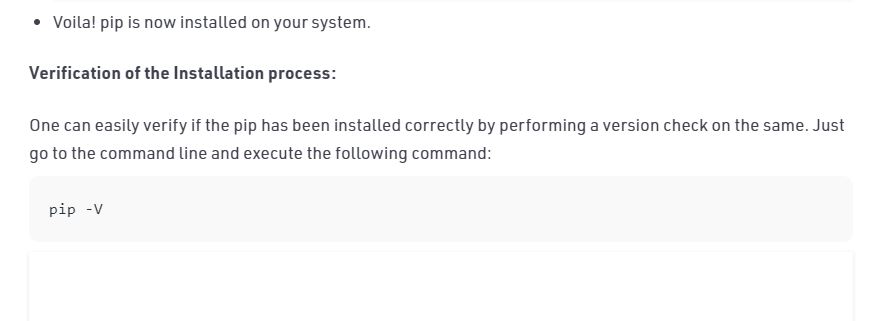 • Voila! pip is now installed on your system.
Verification of the Installation process:
One can easily verify if the pip has been installed correctly by performing a version check on the same. Just
go to the command line and execute the following command:
pip -V